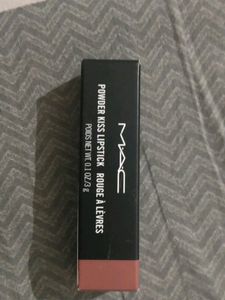 MAC
POWDER KISS LIPSTICK ROUGE À LÈVRES
POIDS NET WT. 0.1 OZ/3 g